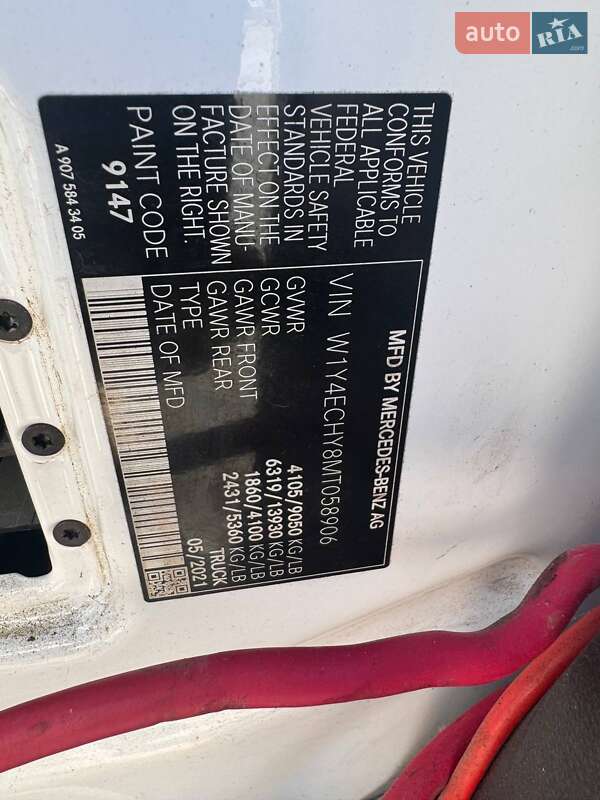 auto RIA.com
MFD BY MERCEDES-BENZ AG
VIN W1Y4ECHY8MT058906
GVWR 4105/9050 KG/LB
GCWR 6319/13930 KG/LB
GAWR FRONT 1860/4100 KG/LB
GAWR REAR 2431/5360 KG/LB
TYPE TRUCK
DATE OF MFD 05/2021
THIS VEHICLE
CONFORMS TO
ALL APPLICABLE
FEDERAL
VEHICLE SAFETY
STANDARDS IN
EFFECT ON THE
DATE OF MANU-
FACTURE SHOWN
ON THE RIGHT.
PAINT CODE
9147
A 907 584 34 05